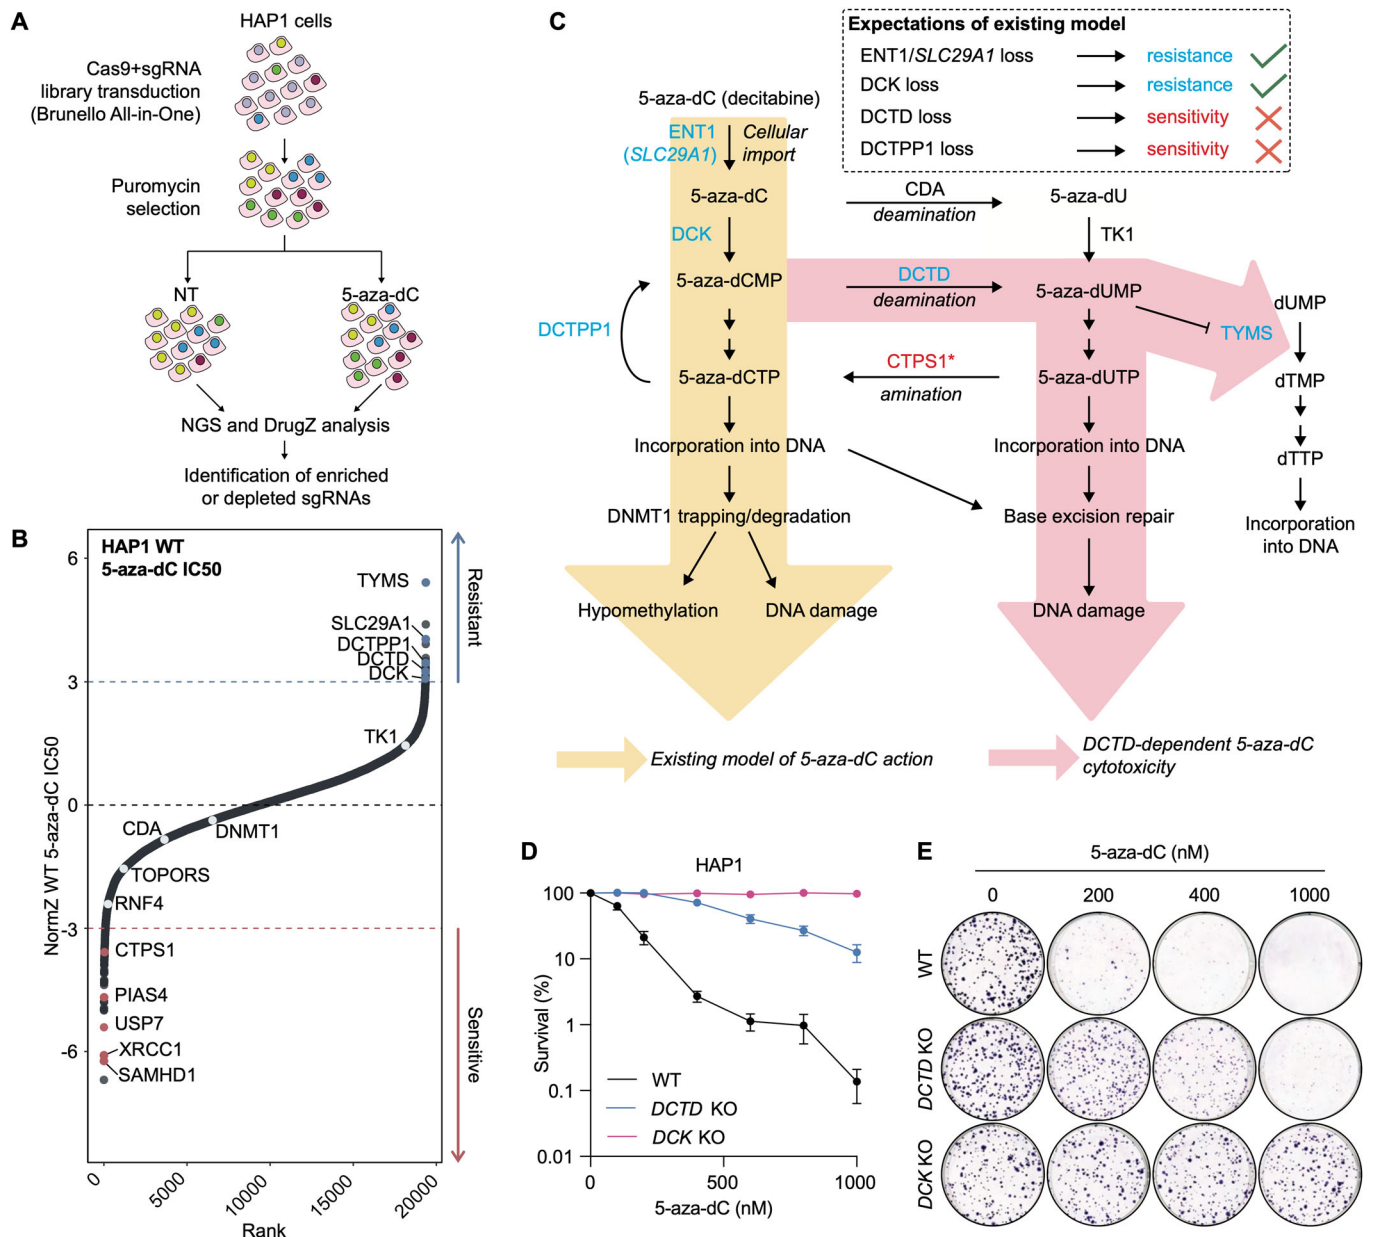 A
HAP1 cells
Cas9+sgRNA
library transduction
(Brunello All-in-One)
Puromycin
selection
NT
5-aza-dC
NGS and DrugZ analysis
Identification of enriched
or depleted sgRNAs
B
HAP1 WT
5-aza-dC IC50
NormZ WT 5-aza-dC IC50
6
3
0
-3
-6
TYMS
SLC29A1
DCTPP1
DCTD
DCK
TK1
CDA
DNMT1
TOPORS
RNF4
CTPS1
PIAS4
USP7
XRCC1
SAMHD1
Resistant
Sensitive
0
5000
10000
15000
20000
Rank
C
Expectations of existing model
ENT1/SLC29A1 loss resistance
DCK loss resistance
DCTD loss sensitivity
DCTPP1 loss sensitivity
5-aza-dC (decitabine)
ENT1
(SLC29A1)
Cellular
import
5-aza-dC
CDA
deamination
5-aza-dU
DCK
TK1
5-aza-dCMP
DCTD
deamination
5-aza-dUMP
dUMP
DCTPP1
TYMS
5-aza-dCTP
CTPS1*
amination
5-aza-dUTP
dTMP
Incorporation into DNA
Incorporation into DNA
dTTP
DNMT1 trapping/degradation
Base excision repair
Incorporation
into DNA
Hypomethylation
DNA damage
DNA damage
Existing model of 5-aza-dC action
DCTD-dependent 5-aza-dC
cytotoxicity
D
HAP1
Survival (%)
100
10
1
0.1
0.01
WT
DCTD KO
DCK KO
0
500
1000
5-aza-dC (nM)
E
5-aza-dC (nM)
0
200
400
1000
WT
DCTD KO
DCK KO